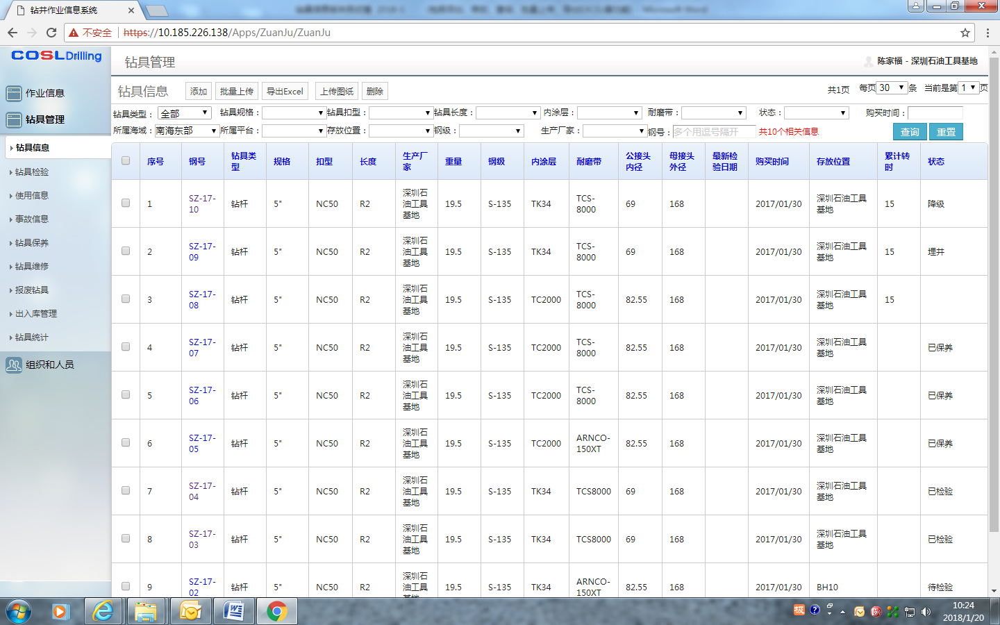 钻井作业信息系统
不安全 https://10.185.226.138/Apps/ZuanJu/ZuanJu
COSL Drilling
作业信息
钻具管理
钻具信息
钻具检验
使用信息
事故信息
钻具保养
钻具维修
报废钻具
出入库管理
钻具统计
组织和人员
钻具管理
陈家福 - 深圳石油工具基地
钻具信息 添加 批量上传 导出Excel 上传图纸 删除 共1页 每页 30 条 当前是第 1 页
钻具类型： 全部 钻具规格： 钻具扣型： 钻具长度： 内涂层： 耐磨带： 状态： 购买时间：
所属海域： 南海东部 所属平台： 存放位置： 钢级： 生产厂家： 钢号： 多个用逗号隔开 共10个相关信息 查询 重置
序号 钢号 钻具类型 规格 扣型 长度 生产厂家 重量 钢级 内涂层 耐磨带 公接头内径 母接头外径 最新检验日期 购买时间 存放位置 累计转时 状态
1 SZ-17-10 钻杆 5" NC50 R2 深圳石油工具基地 19.5 S-135 TK34 TCS-8000 69 168 2017/01/30 深圳石油工具基地 15 降级
2 SZ-17-09 钻杆 5" NC50 R2 深圳石油工具基地 19.5 S-135 TK34 TCS-8000 69 168 2017/01/30 深圳石油工具基地 15 埋井
3 SZ-17-08 钻杆 5" NC50 R2 深圳石油工具基地 19.5 S-135 TC2000 TCS-8000 82.55 168 2017/01/30 深圳石油工具基地 15
4 SZ-17-07 钻杆 5" NC50 R2 深圳石油工具基地 19.5 S-135 TC2000 TCS-8000 82.55 168 2017/01/30 深圳石油工具基地 已保养
5 SZ-17-06 钻杆 5" NC50 R2 深圳石油工具基地 19.5 S-135 TC2000 TCS-8000 82.55 168 2017/01/30 深圳石油工具基地 已保养
6 SZ-17-05 钻杆 5" NC50 R2 深圳石油工具基地 19.5 S-135 TC2000 ARNCO-150XT 82.55 168 2017/01/30 深圳石油工具基地 已保养
7 SZ-17-04 钻杆 5" NC50 R2 深圳石油工具基地 19.5 S-135 TK34 TCS8000 69 168 2017/01/30 深圳石油工具基地 已检验
8 SZ-17-03 钻杆 5" NC50 R2 深圳石油工具基地 19.5 S-135 TK34 TCS8000 69 168 2017/01/30 深圳石油工具基地 已检验
9 SZ-17-02 钻杆 5" NC50 R2 深圳石油工具基地 19.5 S-135 TK34 ARNCO-150XT 82.55 168 2017/01/30 BH10 待检验
极
10:24
2018/1/20